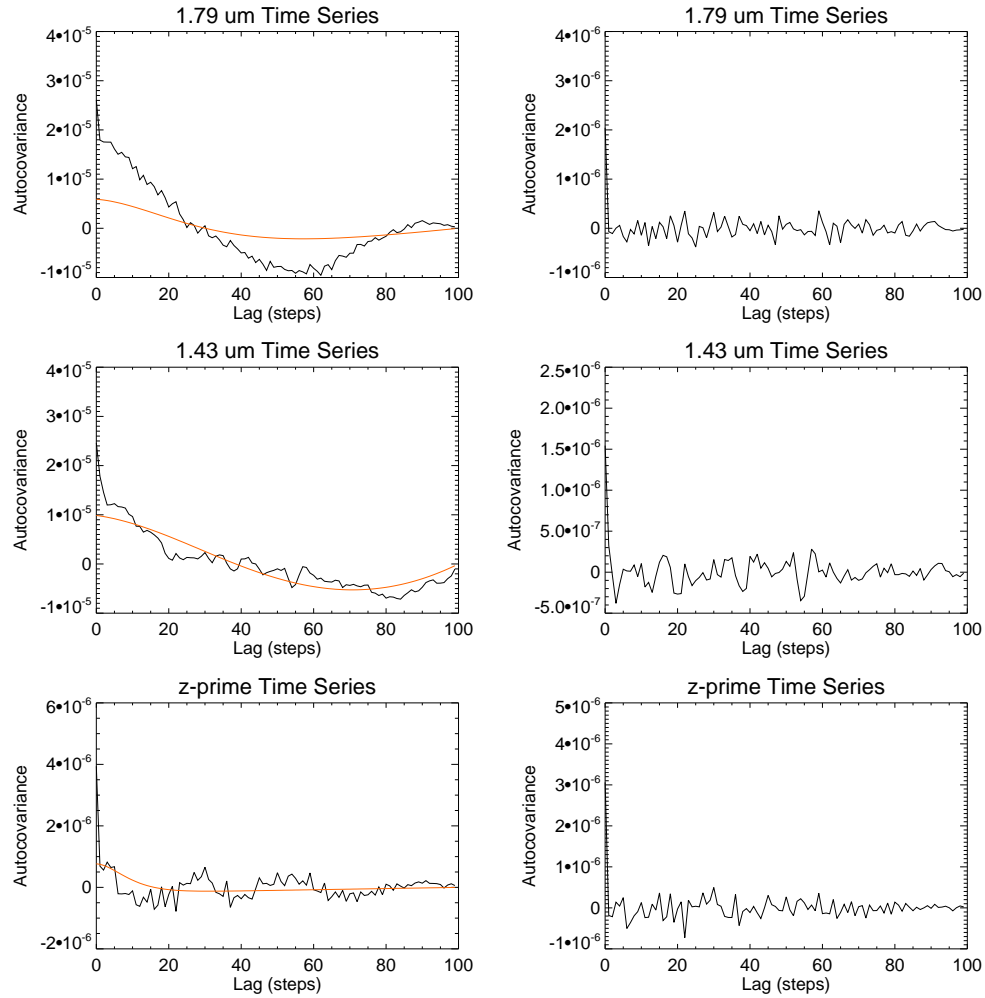 1.79 um Time Series
4•10⁻⁵
3•10⁻⁵
2•10⁻⁵
1•10⁻⁵
0
-1•10⁻⁵
Autocovariance
0 20 40 60 80 100
Lag (steps)
1.79 um Time Series
4•10⁻⁶
3•10⁻⁶
2•10⁻⁶
1•10⁻⁶
0
-1•10⁻⁶
Autocovariance
0 20 40 60 80 100
Lag (steps)
1.43 um Time Series
4•10⁻⁵
3•10⁻⁵
2•10⁻⁵
1•10⁻⁵
0
-1•10⁻⁵
Autocovariance
0 20 40 60 80 100
Lag (steps)
1.43 um Time Series
2.5•10⁻⁶
2.0•10⁻⁶
1.5•10⁻⁶
1.0•10⁻⁶
5.0•10⁻⁷
0
-5.0•10⁻⁷
Autocovariance
0 20 40 60 80 100
Lag (steps)
z-prime Time Series
6•10⁻⁶
4•10⁻⁶
2•10⁻⁶
0
-2•10⁻⁶
Autocovariance
0 20 40 60 80 100
Lag (steps)
z-prime Time Series
5•10⁻⁶
4•10⁻⁶
3•10⁻⁶
2•10⁻⁶
1•10⁻⁶
0
-1•10⁻⁶
Autocovariance
0 20 40 60 80 100
Lag (steps)